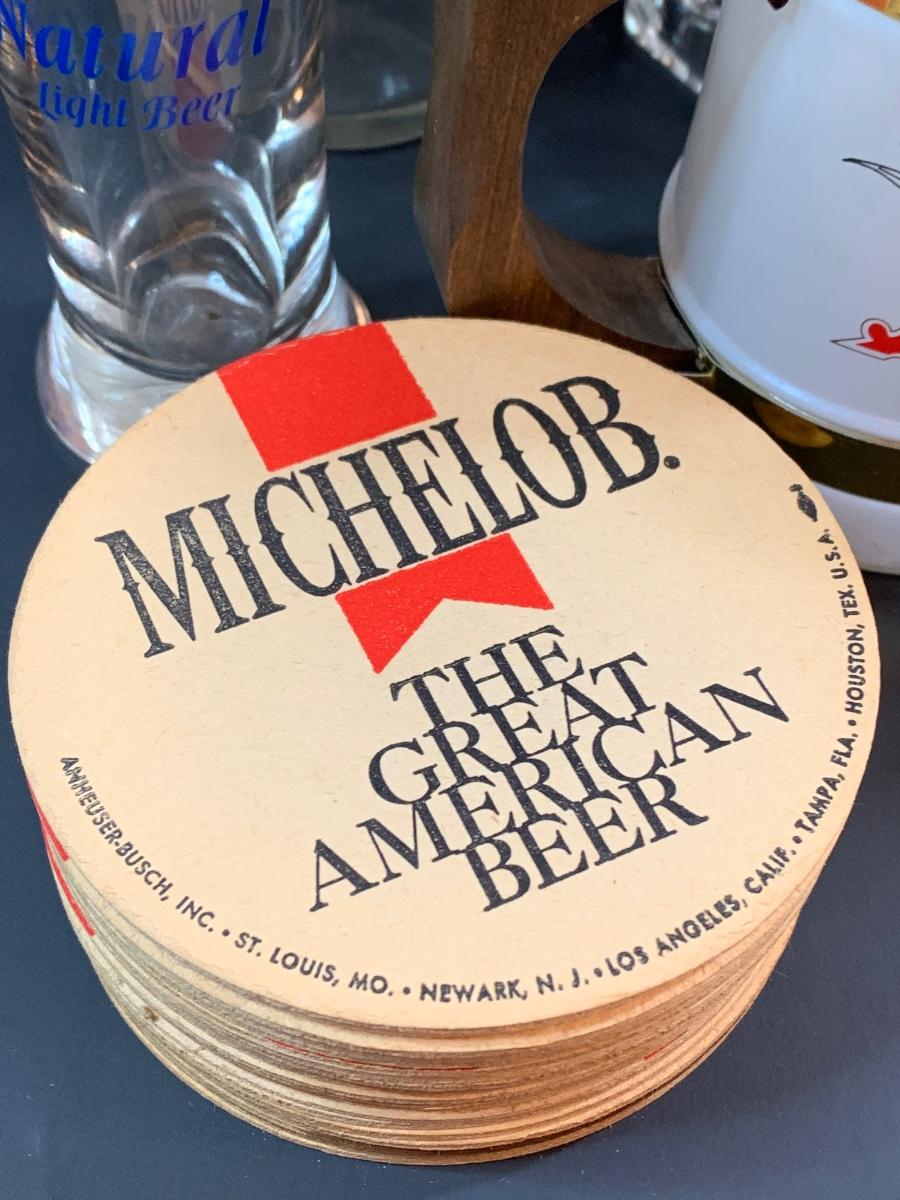 Natural
Light Beer
MICHELOB.
THE
GREAT
AMERICAN
BEER
ANHEUSER-BUSCH, INC. • ST. LOUIS, MO. • NEWARK, N. J. • LOS ANGELES, CALIF. • TAMPA, FLA. • HOUSTON, TEX. U.S.A.